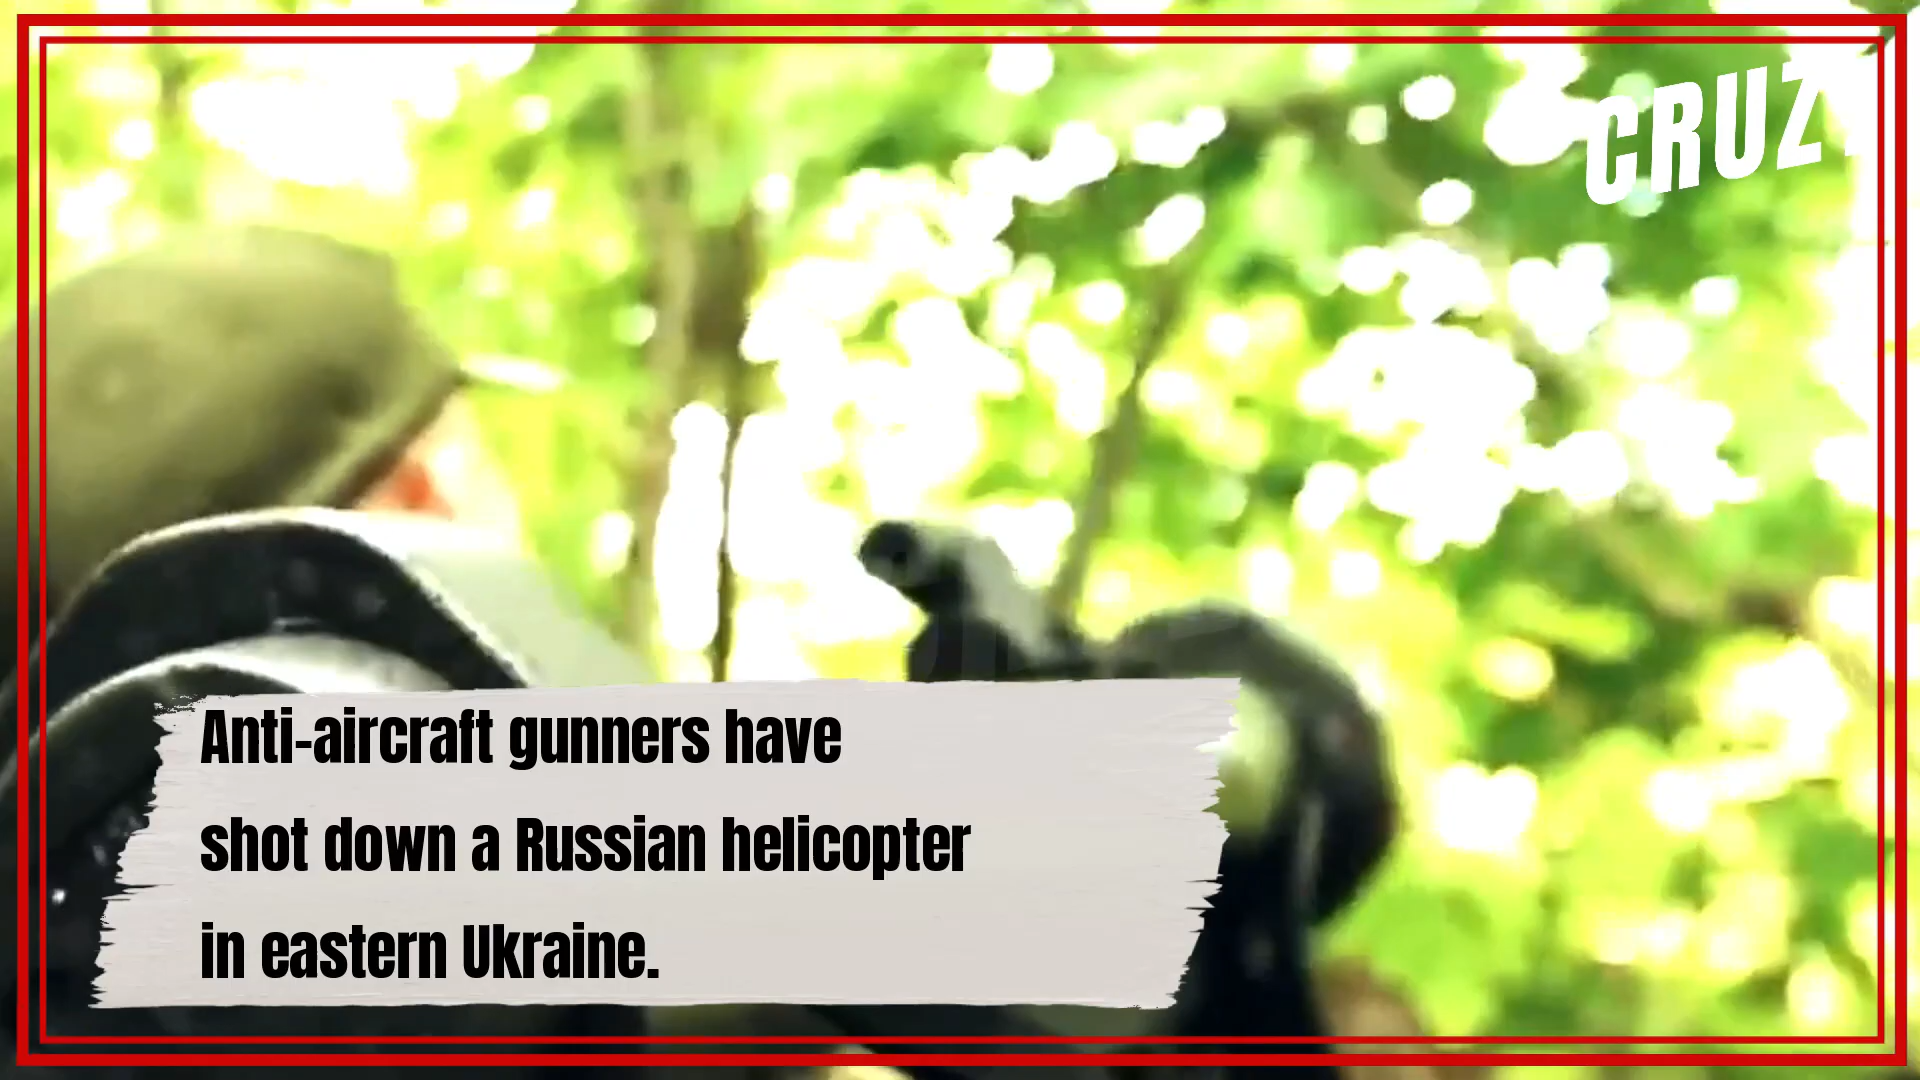 CRUZ
Anti-aircraft gunners have
shot down a Russian helicopter
in eastern Ukraine.